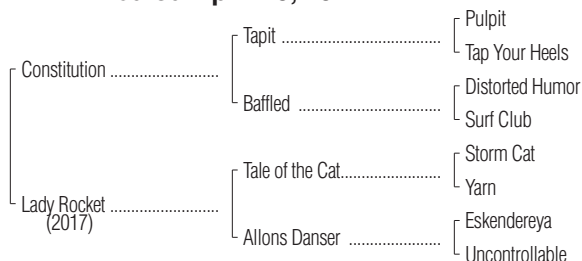 Pulpit
Tapit ........................................
Tap Your Heels
Constitution ...........................
Distorted Humor
Baffled ....................................
Surf Club
Storm Cat
Tale of the Cat.........................
Yarn
Lady Rocket ...........................
(2017)
Eskendereya
Allons Danser .......................
Uncontrollable